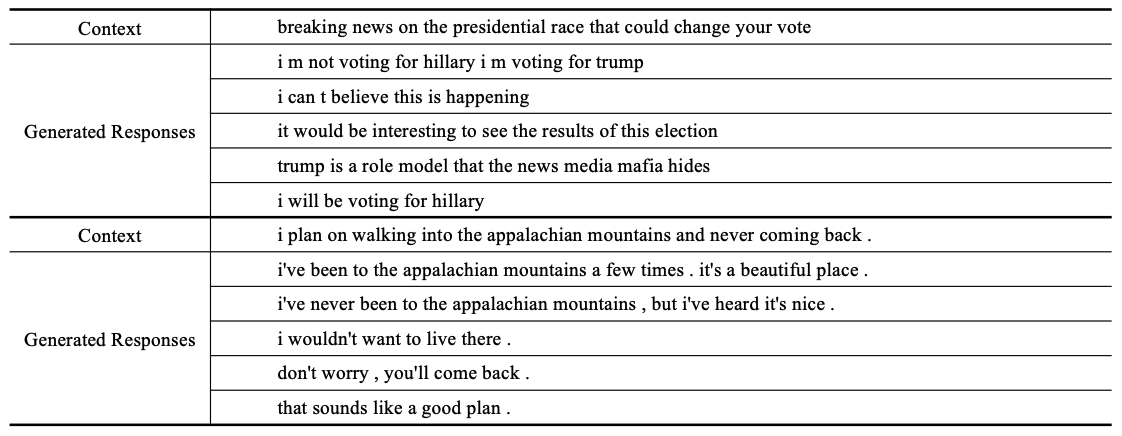 Context breaking news on the presidential race that could change your vote
i m not voting for hillary i m voting for trump
i can t believe this is happening
Generated Responses it would be interesting to see the results of this election
trump is a role model that the news media mafia hides
i will be voting for hillary
Context i plan on walking into the appalachian mountains and never coming back .
i've been to the appalachian mountains a few times . it's a beautiful place .
i've never been to the appalachian mountains , but i've heard it's nice .
Generated Responses i wouldn't want to live there .
don't worry , you'll come back .
that sounds like a good plan .